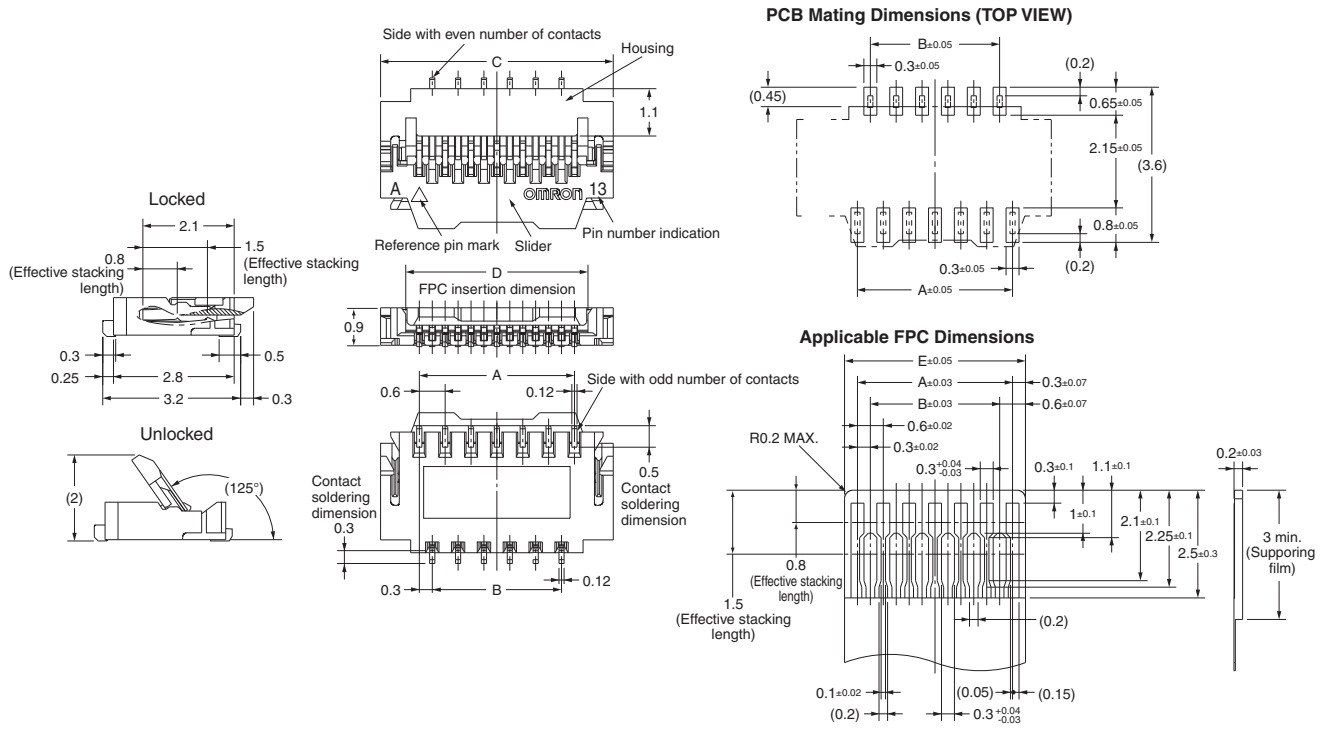 Locked
2.1
1.5
(Effective stacking
length)
0.8
(Effective stacking
length)
0.3
0.5
0.25
2.8
3.2
0.3
Unlocked
(2)
(125°)
Side with even number of contacts
Housing
C
1.1
A
OMRON
13
Reference pin mark
Slider
Pin number indication
D
FPC insertion dimension
0.9
A
0.6
0.12
Side with odd number of contacts
Contact
soldering
dimension
0.3
0.5
Contact
soldering
dimension
0.3
B
0.12
PCB Mating Dimensions (TOP VIEW)
B±0.05
0.3±0.05
(0.2)
(0.45)
0.65±0.05
2.15±0.05
(3.6)
0.8±0.05
0.3±0.05
(0.2)
A±0.05
Applicable FPC Dimensions
E±0.05
A±0.03
0.3±0.07
B±0.03
0.6±0.07
0.6±0.02
R0.2 MAX.
0.3±0.02
0.3+0.04 -0.03
0.3±0.1
1.1±0.1
0.2±0.03
1±0.1
2.1±0.1
2.25±0.1
2.5±0.3
3 min.
(Supporing
film)
0.8
(Effective stacking
length)
1.5
(Effective stacking
length)
(0.2)
0.1±0.02
(0.05)
(0.15)
(0.2)
0.3+0.04 -0.03